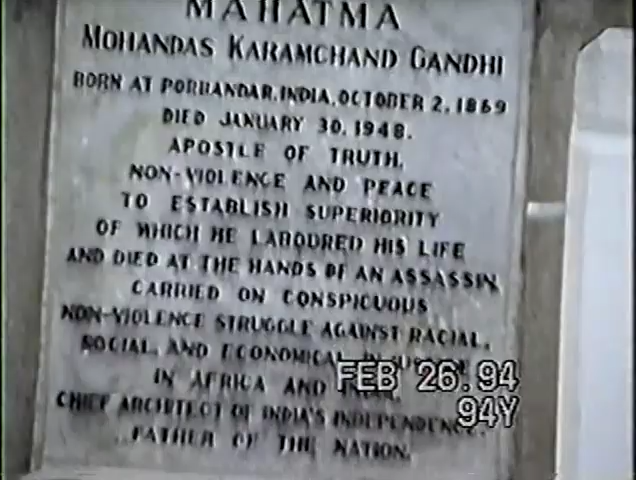 MAHATMA
MOHANDAS KARAMCHAND GANDHI
BORN AT PORBANDAR, INDIA, OCTOBER 2, 1869
DIED JANUARY 30, 1948.
APOSTLE OF TRUTH,
NON-VIOLENCE AND PEACE
TO ESTABLISH SUPERIORITY
OF WHICH HE LABOURED HIS LIFE
AND DIED AT THE HANDS OF AN ASSASSIN
CARRIED ON CONSPICUOUS
NON-VIOLENCE STRUGGLE AGAINST RACIAL,
SOCIAL, AND ECONOMICAL
IN AFRICA AND
CHIEF ARCHITECT OF INDIA'S INDEPENDENCE.
FATHER OF THE NATION.
FEB 26.94
94Y